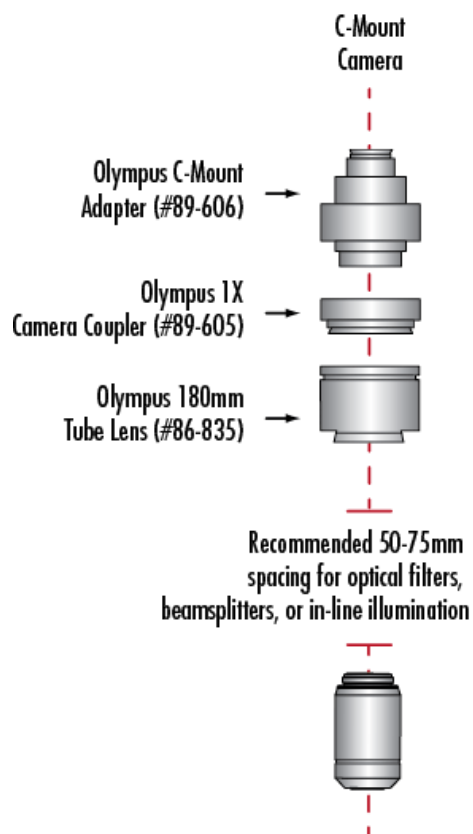 C-Mount
Camera
Olympus C-Mount
Adapter (#89-606)
Olympus 1X
Camera Coupler (#89-605)
Olympus 180mm
Tube Lens (#86-835)
Recommended 50-75mm
spacing for optical filters,
beamsplitters, or in-line illumination